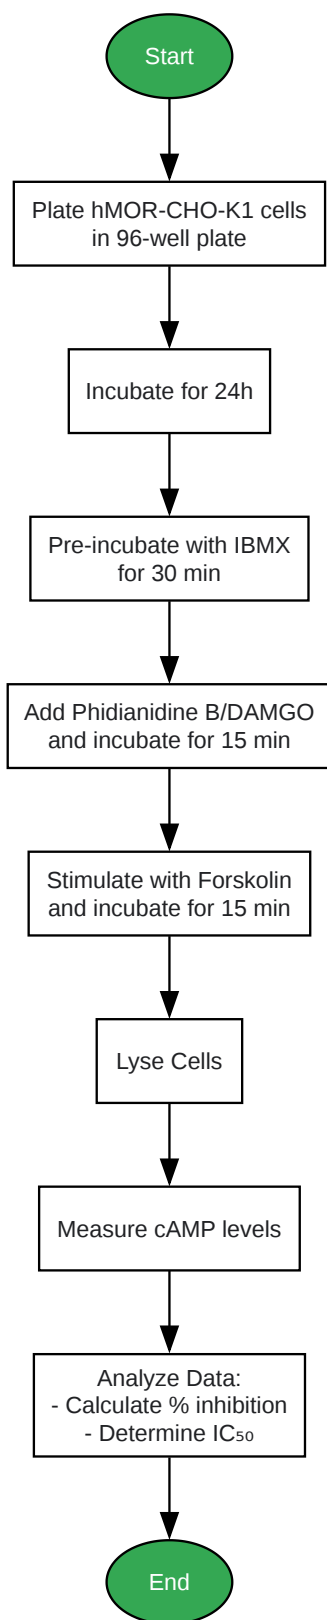 Start
Plate hMOR-CHO-K1 cells
in 96-well plate
Incubate for 24h
Pre-incubate with IBMX
for 30 min
Add Phidianidine B/DAMGO
and incubate for 15 min
Stimulate with Forskolin
and incubate for 15 min
Lyse Cells
Measure cAMP levels
Analyze Data:
- Calculate % inhibition
- Determine IC₅₀
End